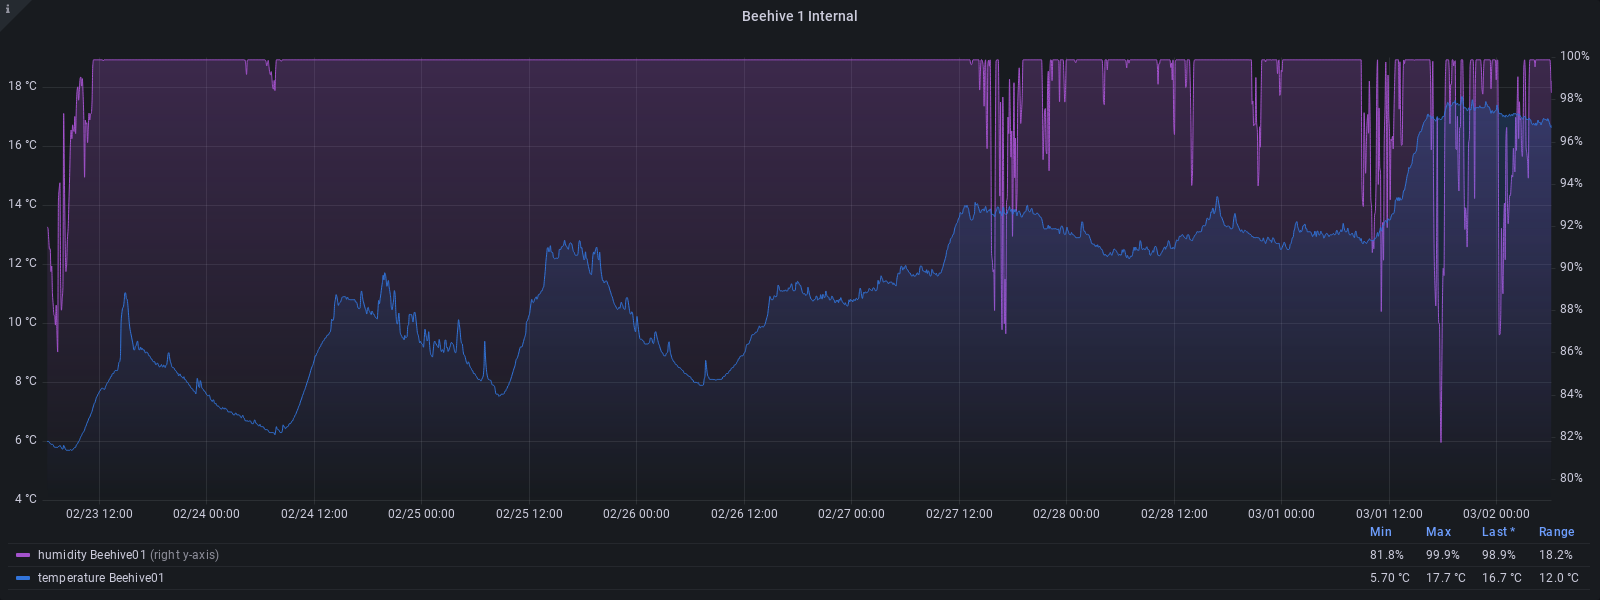 i
Beehive 1 Internal
100%
18 °C
98%
16 °C
96%
94%
14 °C
92%
12 °C
90%
10 °C
88%
86%
8 °C
84%
6 °C
82%
80%
4 °C
02/23 12:00 02/24 00:00 02/24 12:00 02/25 00:00 02/25 12:00 02/26 00:00 02/26 12:00 02/27 00:00 02/27 12:00 02/28 00:00 02/28 12:00 03/01 00:00 03/01 12:00 03/02 00:00
Min Max Last * Range
humidity Beehive01 (right y-axis) 81.8% 99.9% 98.9% 18.2%
temperature Beehive01 5.70 °C 17.7 °C 16.7 °C 12.0 °C